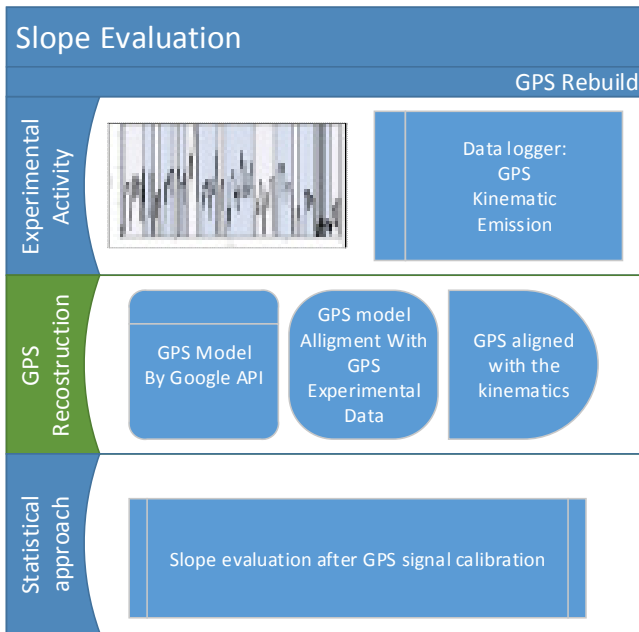 Slope Evaluation
GPS Rebuild
Experimental
Activity
Data logger:
GPS
Kinematic
Emission
GPS
Recostruction
GPS Model
By Google API
GPS model
Alligment With
GPS
Experimental
Data
GPS aligned
with the
kinematics
Statistical
approach
Slope evaluation after GPS signal calibration